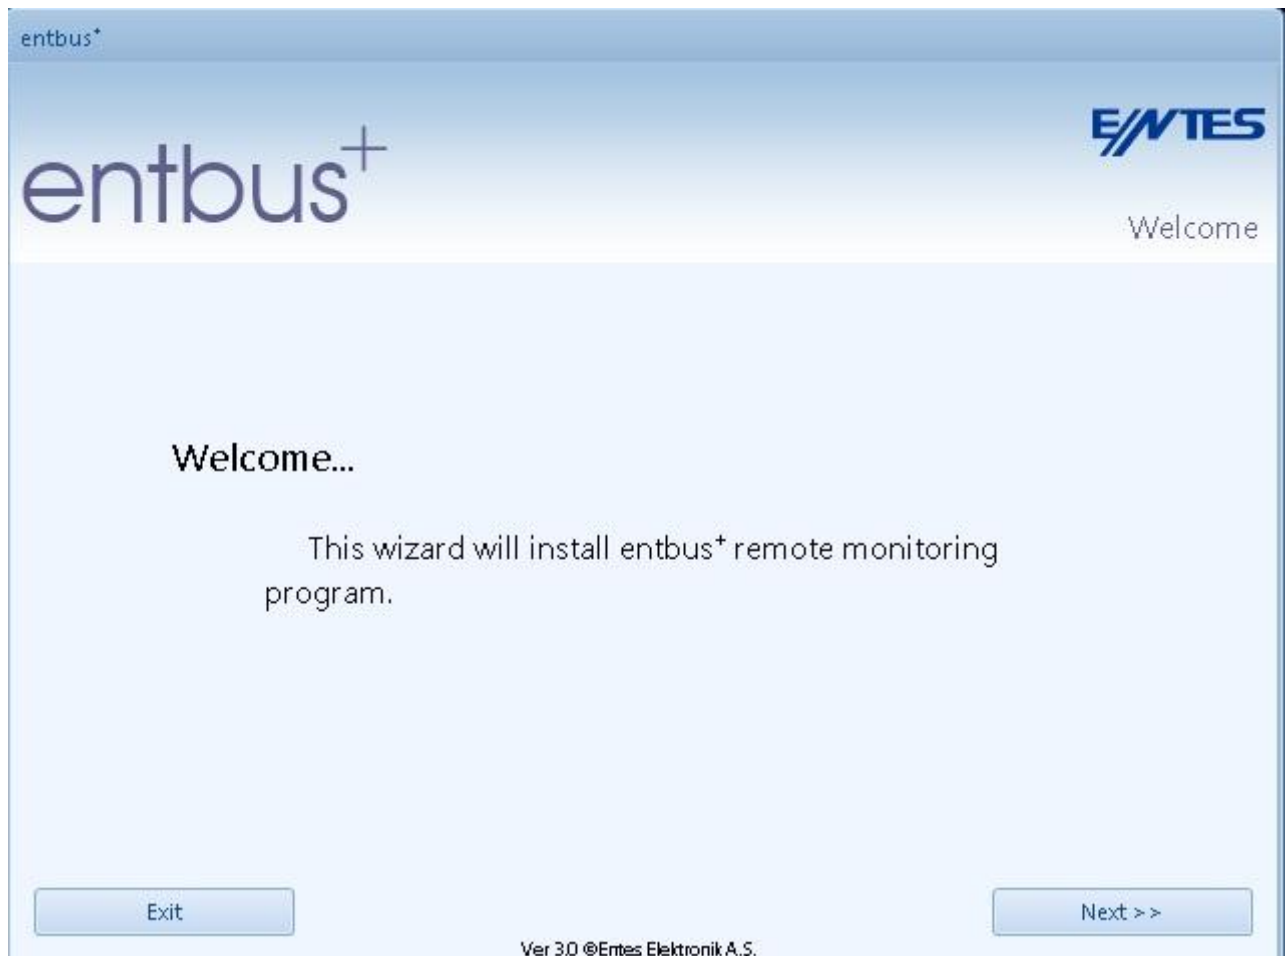 entbus+
entbus+
ENTES
Welcome
Welcome...
This wizard will install entbus+ remote monitoring
program.
Exit
Next >>
Ver 3.0 ©Entes Elektronik A.S.